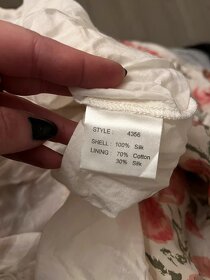 STYLE : 4356
SHELL 100% Silk
LINING 70% Cotton
30% Silk